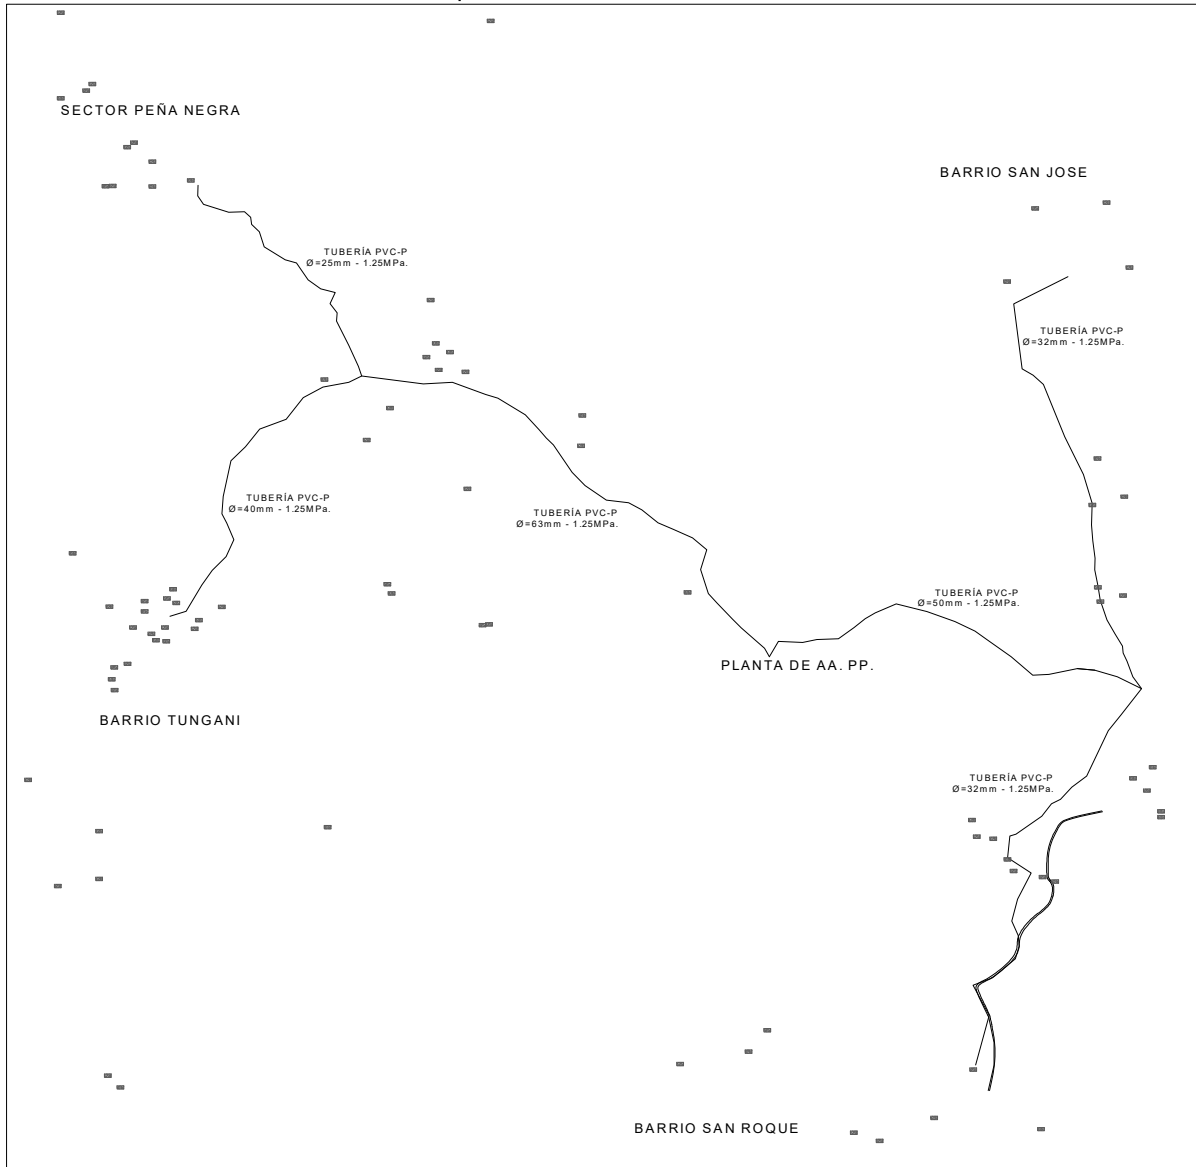 SECTOR PEÑA NEGRA
BARRIO SAN JOSE
TUBERÍA PVC-P
Ø=25mm - 1.25MPa.
TUBERÍA PVC-P
Ø=32mm - 1.25MPa.
TUBERÍA PVC-P
Ø=40mm - 1.25MPa.
TUBERÍA PVC-P
Ø=63mm - 1.25MPa.
TUBERÍA PVC-P
Ø=50mm - 1.25MPa.
PLANTA DE AA. PP.
BARRIO TUNGANI
TUBERÍA PVC-P
Ø=32mm - 1.25MPa.
BARRIO SAN ROQUE